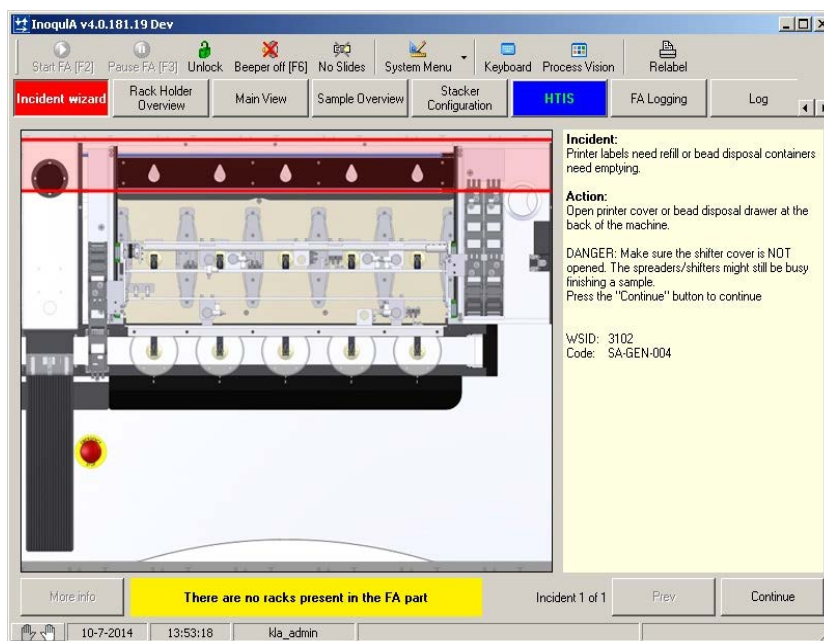 InoqulA v4.0.181.19 Dev
Start FA [F2] Pause FA [F3] Unlock Beeper off [F6] No Slides System Menu Keyboard Process Vision Relabel
Incident wizard Rack Holder Overview Main View Sample Overview Stacker Configuration HTIS FA Logging Log
Incident:
Printer labels need refill or bead disposal containers
need emptying.
Action:
Open printer cover or bead disposal drawer at the
back of the machine.
DANGER: Make sure the shifter cover is NOT
opened. The spreaders/shifters might still be busy
finishing a sample.
Press the "Continue" button to continue
WSID: 3102
Code: SA-GEN-004
More info There are no racks present in the FA part Incident 1 of 1 Prev Continue
10-7-2014 13:53:18 kla_admin